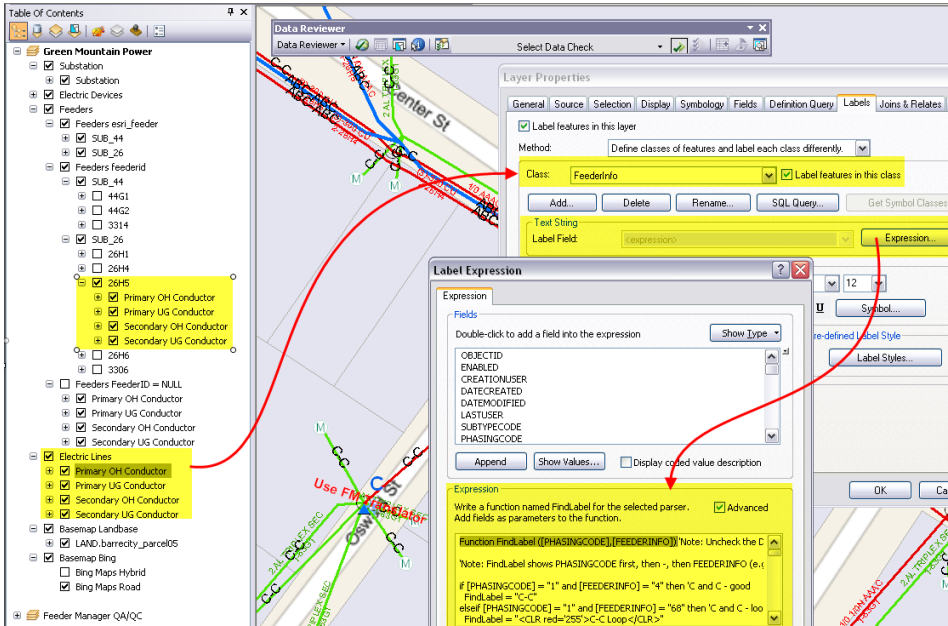 Table Of Contents
Green Mountain Power
Substation
Substation
Electric Devices
Feeders
Feeders esri_feeder
SUB_44
SUB_26
Feeders feederid
SUB_44
44G1
44G2
3314
SUB_26
26H1
26H4
26H5
Primary OH Conductor
Primary UG Conductor
Secondary OH Conductor
Secondary UG Conductor
26H6
3306
Feeders FeederID = NULL
Primary OH Conductor
Primary UG Conductor
Secondary OH Conductor
Secondary UG Conductor
Electric Lines
Primary OH Conductor
Primary UG Conductor
Secondary OH Conductor
Secondary UG Conductor
Basemap Landbase
LAND.barrecity_parcel05
Basemap Bing
Bing Maps Hybrid
Bing Maps Road
Feeder Manager QA/QC
Data Reviewer
Data Reviewer
Select Data Check
Center St
C-C
ABC
M
M
Layer Properties
General Source Selection Display Symbology Fields Definition Query Labels Joins & Relates
Label features in this layer
Method: Define classes of features and label each class differently.
Class: FeederInfo Label features in this class
Add... Delete Rename... SQL Query... Get Symbol Classes
Text String
Label Field: <expression> Expression...
12
U Symbol...
re-defined Label Style
Label Styles...
OK Ca
Label Expression
Expression
Fields
Double-click to add a field into the expression Show Type
OBJECTID
ENABLED
CREATIONUSER
DATECREATED
DATEMODIFIED
LASTUSER
SUBTYPECODE
PHASINGCODE
Append Show Values... Display coded value description
Expression
Write a function named FindLabel for the selected parser. Advanced
Add fields as parameters to the function.
Function FindLabel ([PHASINGCODE],[FEEDERINFO]) 'Note: Uncheck the D
'Note: FindLabel shows PHASINGCODE first, then -, then FEEDERINFO (e.g
if [PHASINGCODE] = "1" and [FEEDERINFO] = "4" then 'C and C - good
FindLabel = "C-C"
elseif [PHASINGCODE] = "1" and [FEEDERINFO] = "68" then 'C and C - loo
FindLabel = "<CLR red='255'>C-C Loop</CLR>"
M
C-C
Use FM Translator
C-C
M
2 AL TRIPLEX SEC
C-C